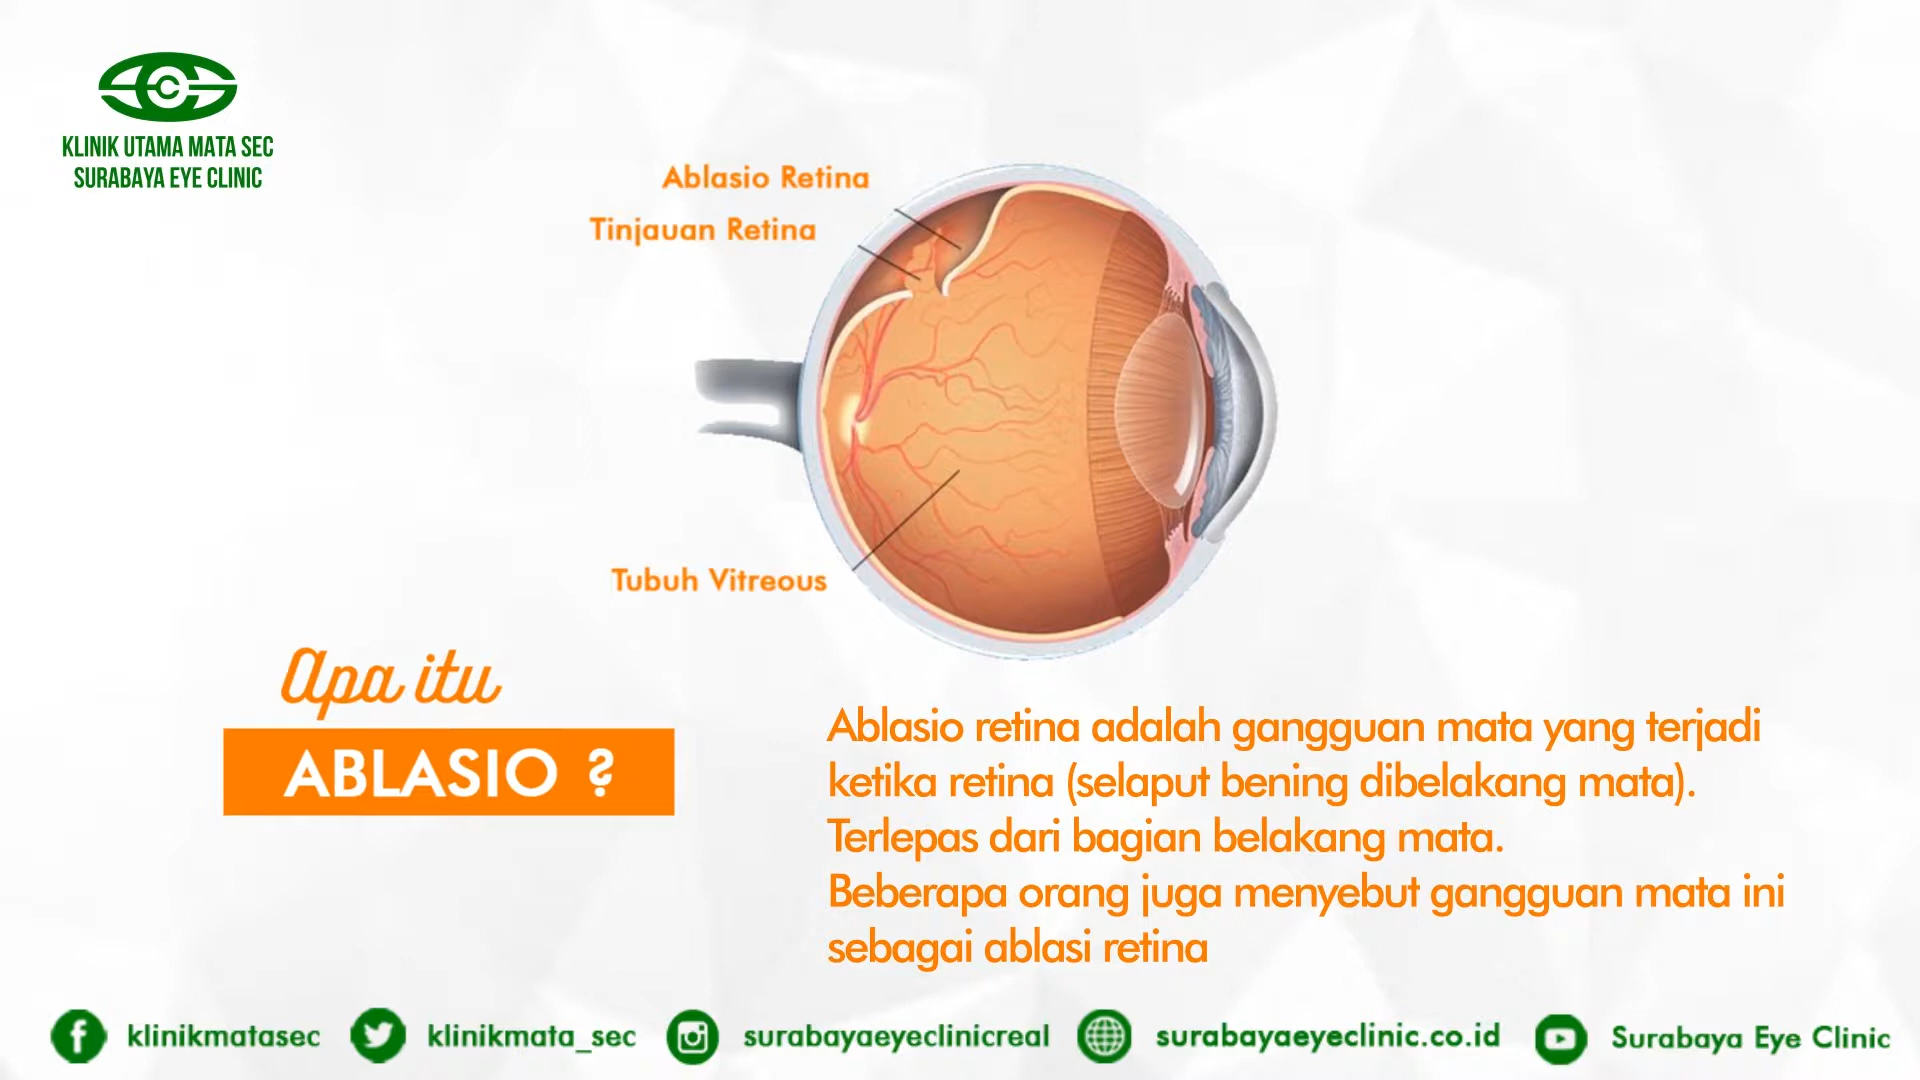 KLINIK UTAMA MATA SEC
SURABAYA EYE CLINIC
Ablasio Retina
Tinjauan Retina
Tubuh Vitreous
Apa itu
ABLASIO ?
Ablasio retina adalah gangguan mata yang terjadi
ketika retina (selaput bening dibelakang mata).
Terlepas dari bagian belakang mata.
Beberapa orang juga menyebut gangguan mata ini
sebagai ablasi retina
klinikmatasec
klinikmata_sec
surabayaeyeclinicreal
surabayaeyeclinic.co.id
Surabaya Eye Clinic